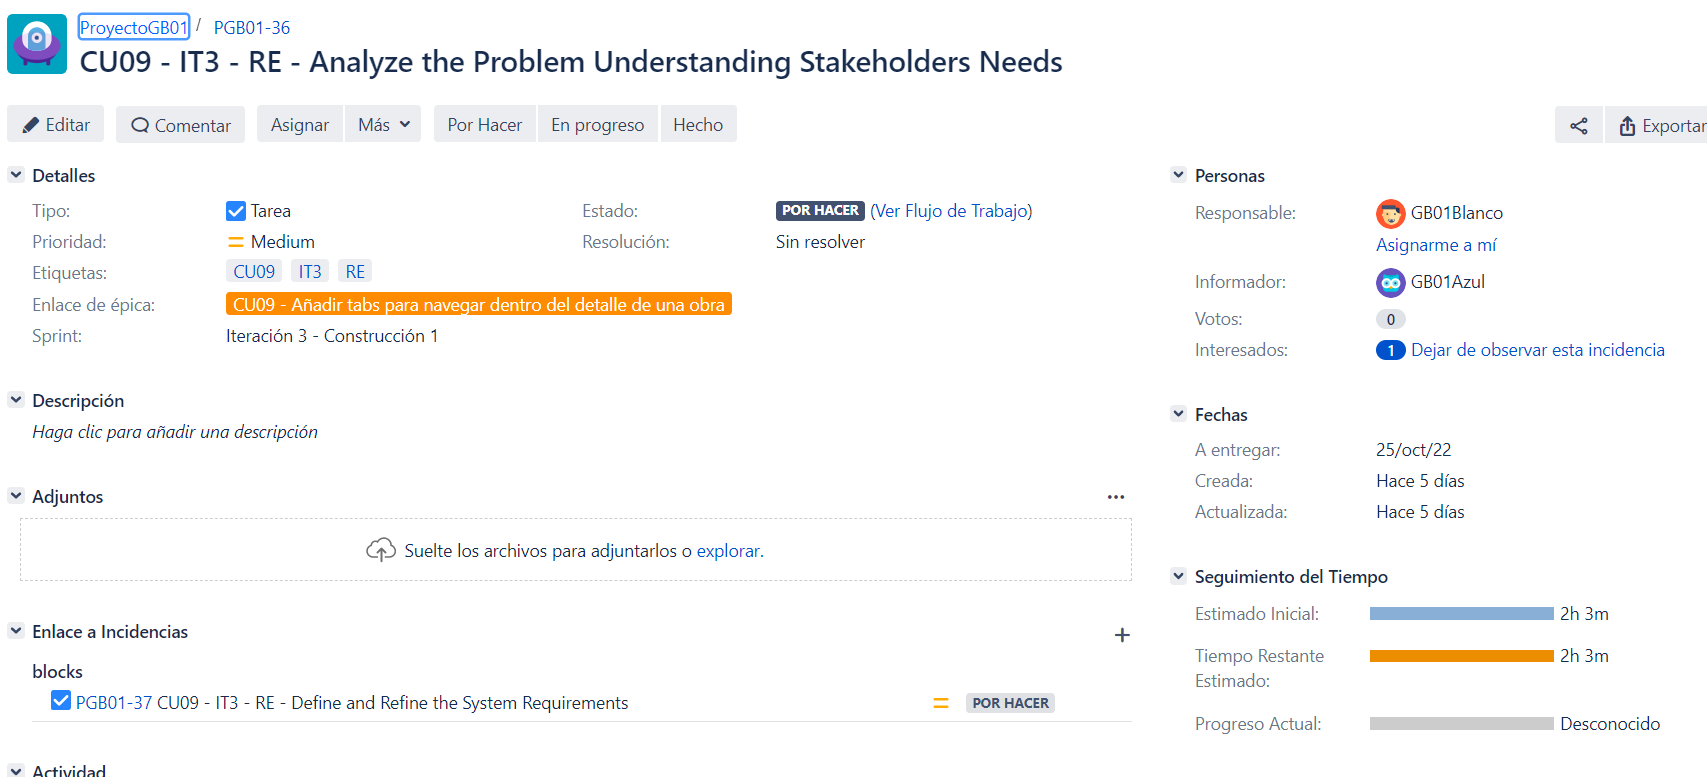 ProyectoGB01 / PGB01-36
CU09 - IT3 - RE - Analyze the Problem Understanding Stakeholders Needs
Editar Comentar Asignar Más Por Hacer En progreso Hecho Exportar
Detalles
Tipo: Tarea
Estado: POR HACER (Ver Flujo de Trabajo)
Prioridad: Medium
Resolución: Sin resolver
Etiquetas: CU09 IT3 RE
Enlace de épica: CU09 - Añadir tabs para navegar dentro del detalle de una obra
Sprint: Iteración 3 - Construcción 1
Descripción
Haga clic para añadir una descripción
Adjuntos
Suelte los archivos para adjuntarlos o explorar.
Enlace a Incidencias
blocks
PGB01-37 CU09 - IT3 - RE - Define and Refine the System Requirements POR HACER
Actividad
Personas
Responsable: GB01Blanco
Asignarme a mí
Informador: GB01Azul
Votos: 0
Interesados: 1 Dejar de observar esta incidencia
Fechas
A entregar: 25/oct/22
Creada: Hace 5 días
Actualizada: Hace 5 días
Seguimiento del Tiempo
Estimado Inicial: 2h 3m
Tiempo Restante 2h 3m
Estimado:
Progreso Actual: Desconocido